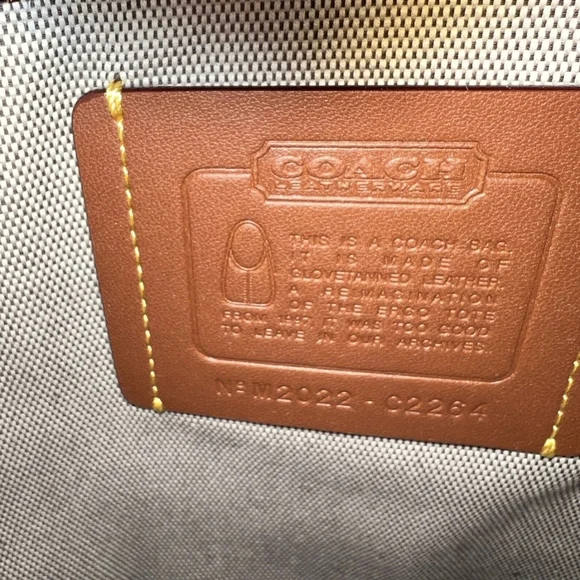 COACH
LEATHERWARE
THIS IS A COACH BAG.
IT IS MADE OF
GLOVETANNED LEATHER,
A RE-IMAGINATION
OF THE ERGO TOTE
FROM 1997. IT WAS TOO GOOD
TO LEAVE IN OUR ARCHIVES.
Nº M2022 - C2264